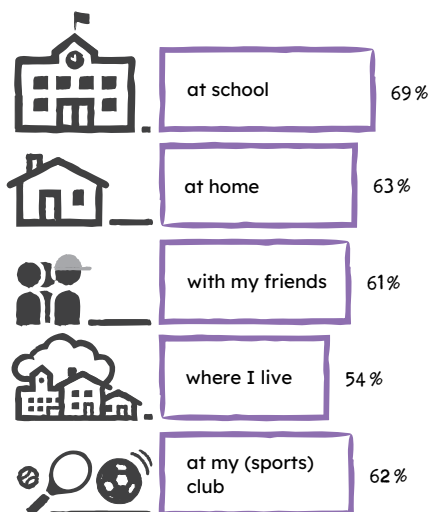 at school 69%
at home 63%
with my friends 61%
where I live 54%
at my (sports)
club 62%